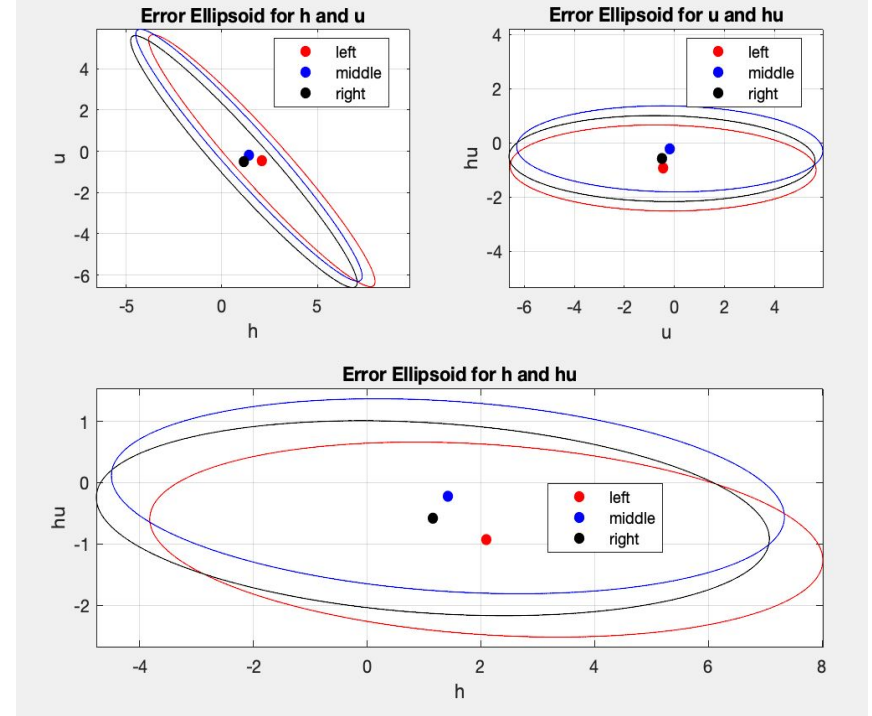 Error Ellipsoid for h and u
left
middle
right
4
2
0
-2
-4
-6
u
-5
0
5
h
Error Ellipsoid for u and hu
left
middle
right
4
2
0
-2
-4
hu
-6
-4
-2
0
2
4
u
Error Ellipsoid for h and hu
left
middle
right
1
0
-1
-2
hu
-4
-2
0
2
4
6
8
h